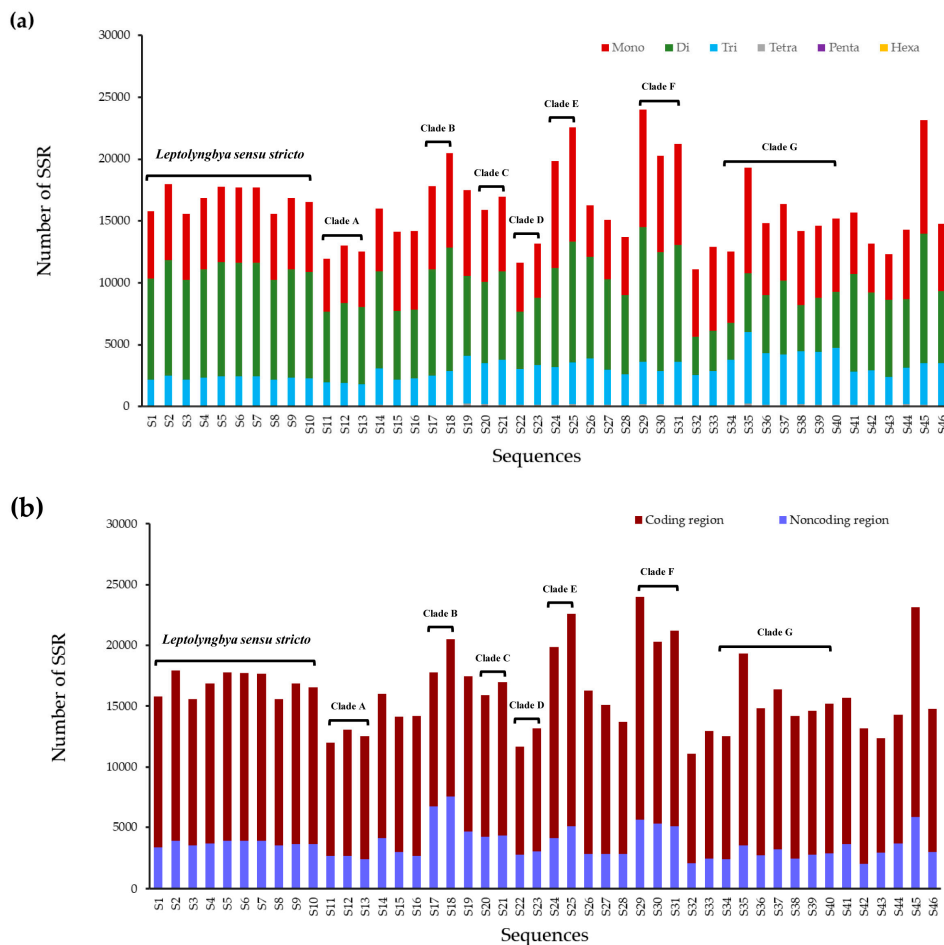 (a)
30000
Mono Di Tri Tetra Penta Hexa
25000
Clade F
Clade E
Clade B
20000
Leptolyngbya sensu stricto
Clade G
Clade C
Number of SSR
15000
Clade A
Clade D
10000
5000
0
S1 S2 S3 S4 S5 S6 S7 S8 S9 S10 S11 S12 S13 S14 S15 S16 S17 S18 S19 S20 S21 S22 S23 S24 S25 S26 S27 S28 S29 S30 S31 S32 S33 S34 S35 S36 S37 S38 S39 S40 S41 S42 S43 S44 S45 S46
Sequences
(b)
30000
Coding region Noncoding region
25000
Clade F
Clade E
Clade B
Leptolyngbya sensu stricto
Clade G
20000
Clade C
Number of SSR
15000
Clade A
Clade D
10000
5000
0
S1 S2 S3 S4 S5 S6 S7 S8 S9 S10 S11 S12 S13 S14 S15 S16 S17 S18 S19 S20 S21 S22 S24 S24 S25 S26 S27 S28 S29 S30 S31 S32 S33 S34 S35 S36 S37 S38 S39 S40 S41 S42 S43 S44 S45 S46
Sequences